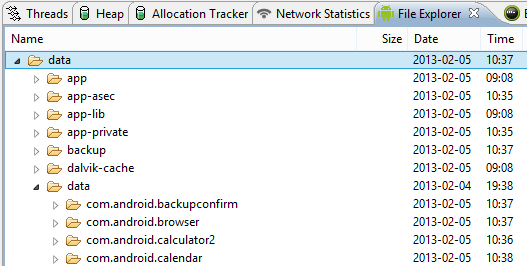 Threads Heap Allocation Tracker Network Statistics File Explorer
Name Size Date Time
data 2013-02-05 10:37
app 2013-02-05 09:08
app-asec 2013-02-05 10:35
app-lib 2013-02-05 09:08
app-private 2013-02-05 10:35
backup 2013-02-05 10:37
dalvik-cache 2013-02-05 09:08
data 2013-02-04 19:38
com.android.backupconfirm 2013-02-05 10:37
com.android.browser 2013-02-05 10:37
com.android.calculator2 2013-02-05 10:36
com.android.calendar 2013-02-05 10:38